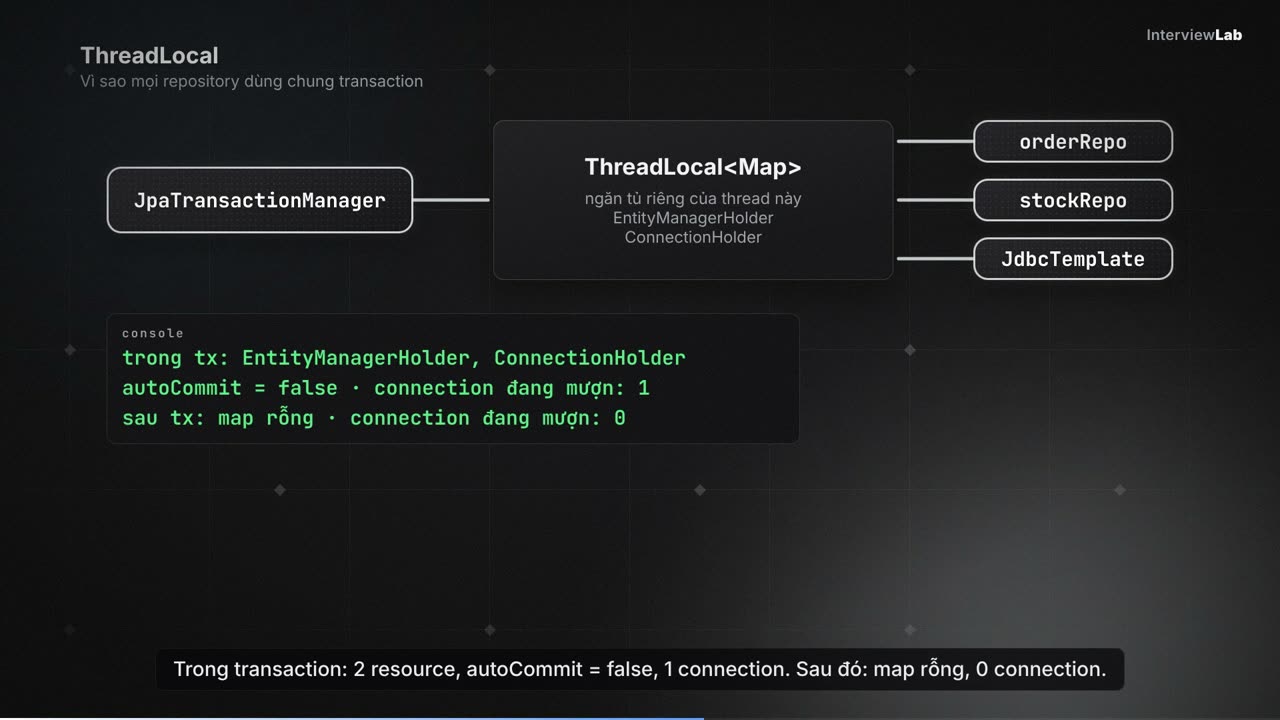 InterviewLab
ThreadLocal
Vì sao mọi repository dùng chung transaction
JpaTransactionManager
ThreadLocal<Map>
ngăn tủ riêng của thread này
EntityManagerHolder
ConnectionHolder
orderRepo
stockRepo
JdbcTemplate
console
trong tx: EntityManagerHolder, ConnectionHolder
autoCommit = false · connection đang mượn: 1
sau tx: map rỗng · connection đang mượn: 0
Trong transaction: 2 resource, autoCommit = false, 1 connection. Sau đó: map rỗng, 0 connection.